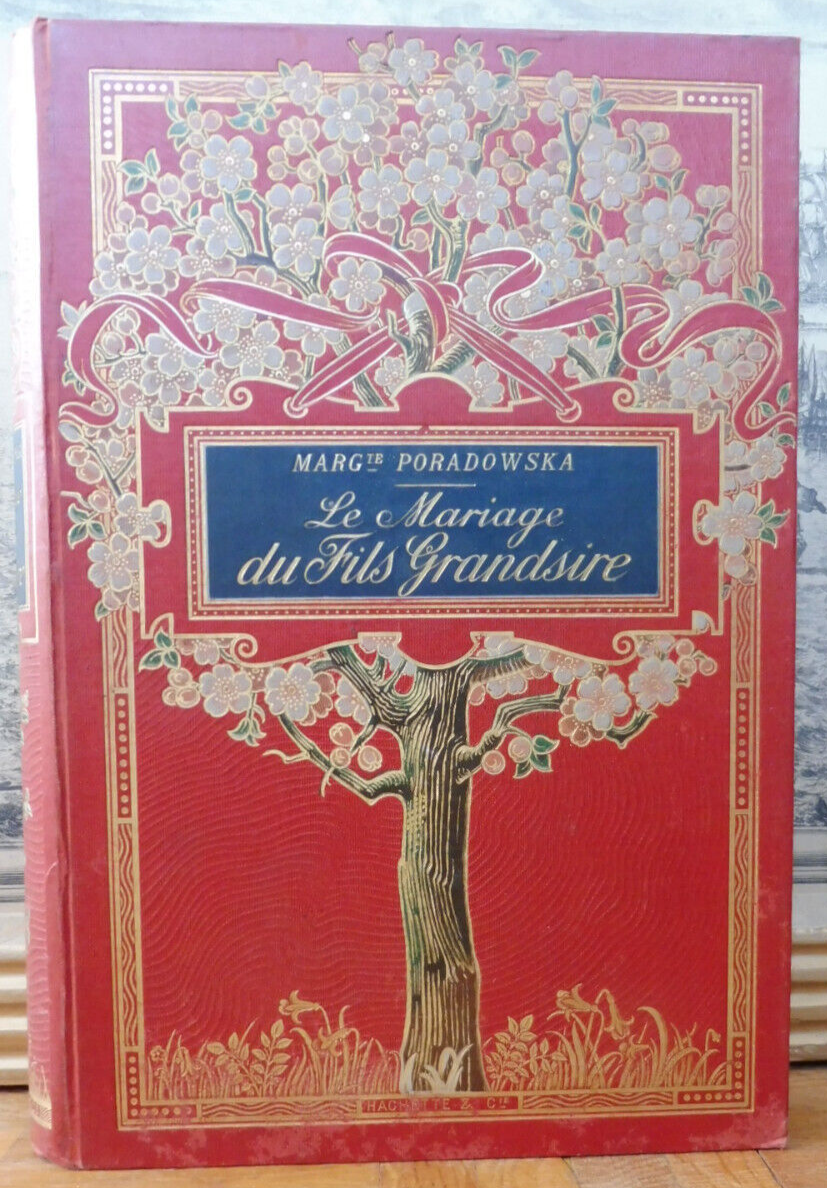 MARGTE PORADOWSKA
Le Mariage
du Fils Grandsire
HACHETTE & Cie